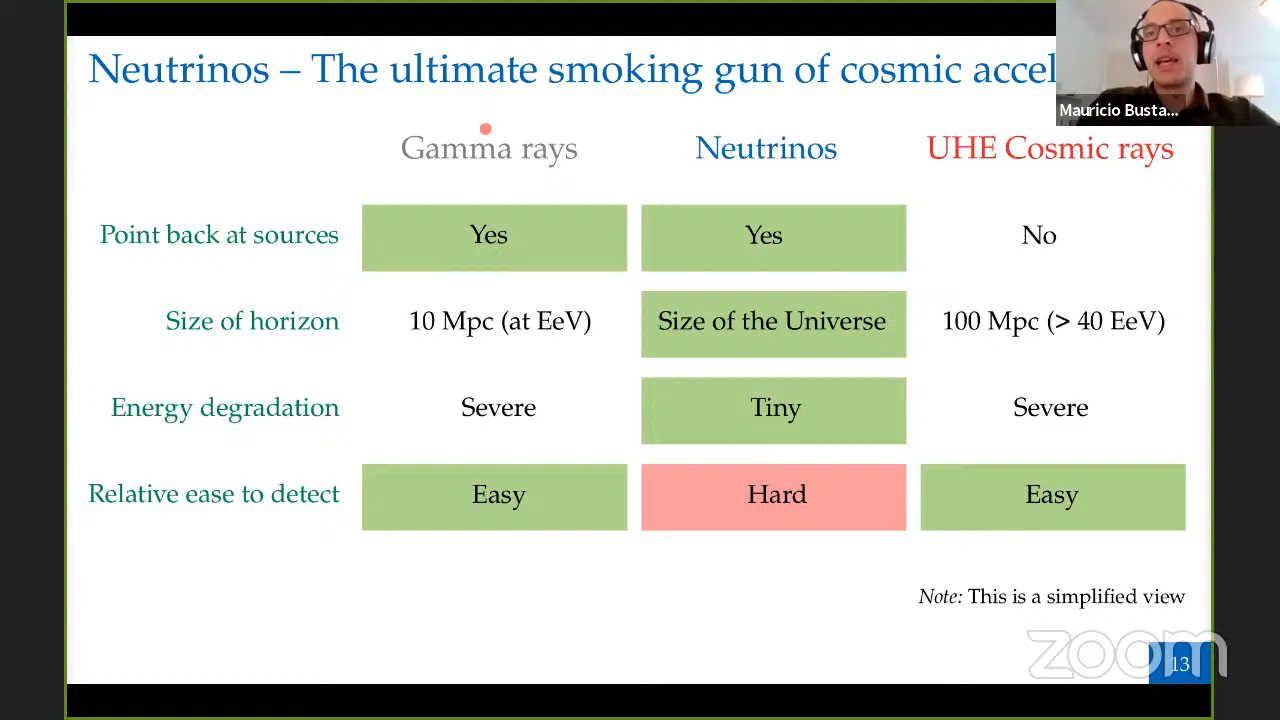 Neutrinos – The ultimate smoking gun of cosmic accel
Mauricio Busta...
Gamma rays Neutrinos UHE Cosmic rays
Point back at sources Yes Yes No
Size of horizon 10 Mpc (at EeV) Size of the Universe 100 Mpc (> 40 EeV)
Energy degradation Severe Tiny Severe
Relative ease to detect Easy Hard Easy
Note: This is a simplified view
zoom
13